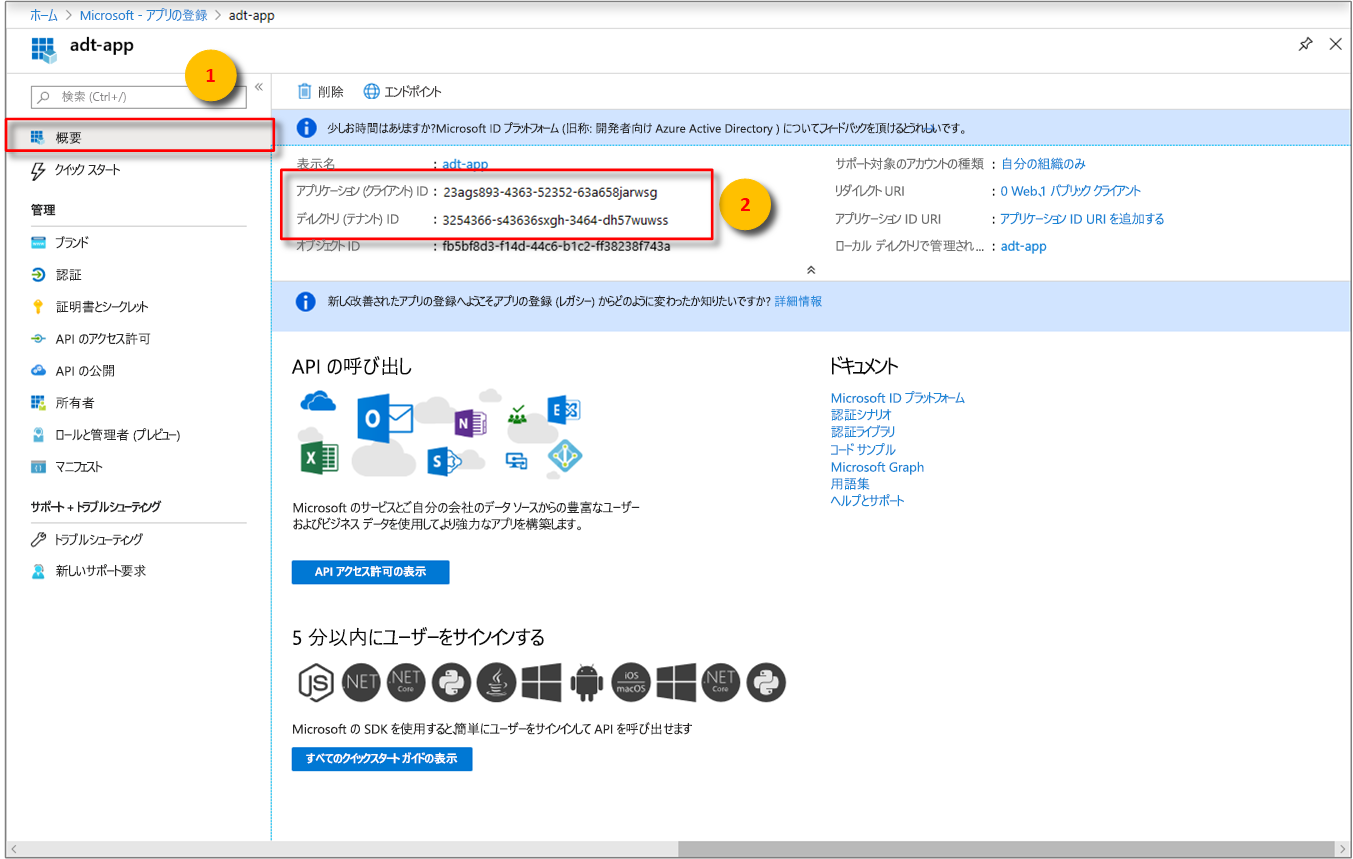 ホーム > Microsoft - アプリの登録 > adt-app
adt-app
1
検索 (Ctrl+/)
«
概要
クイック スタート
管理
ブランド
認証
証明書とシークレット
API のアクセス許可
API の公開
所有者
ロールと管理者 (プレビュー)
マニフェスト
サポート + トラブルシューティング
トラブルシューティング
新しいサポート要求
削除
エンドポイント
少しお時間はありますか?Microsoft ID プラットフォーム (旧称: 開発者向け Azure Active Directory ) についてフィードバックを頂けるとうれしいです。
表示名 : adt-app
アプリケーション (クライアント) ID : 23ags893-4363-52352-63a658jarwsg
ディレクトリ (テナント) ID : 3254366-s43636sxgh-3464-dh57wuwss
オブジェクト ID : fb5bf8d3-f14d-44c6-b1c2-ff38238f743a
2
サポート対象のアカウントの種類 : 自分の組織のみ
リダイレクト URI : 0 Web、1 パブリック クライアント
アプリケーション ID URI : アプリケーション ID URI を追加する
ローカル ディレクトリで管理され... : adt-app
新しく改善されたアプリの登録へようこそ。アプリの登録 (レガシー) からどのように変わったか知りたいですか? 詳細情報
API の呼び出し
Microsoft のサービスとご自分の会社のデータ ソースからの豊富なユーザー
およびビジネス データを使用してより強力なアプリを構築します。
API アクセス許可の表示
ドキュメント
Microsoft ID プラットフォーム
認証シナリオ
認証ライブラリ
コード サンプル
Microsoft Graph
用語集
ヘルプとサポート
5 分以内にユーザーをサインインする
JS
.NET
.NET Core
iOS macOS
.NET Core
Microsoft の SDK を使用すると、簡単にユーザーをサインインして API を呼び出せます
すべてのクイックスタート ガイドの表示